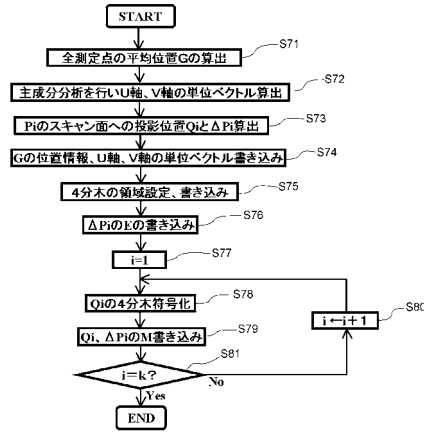 START
全測定点の平均位置Gの算出
S71
主成分分析を行いU軸、V軸の単位ベクトル算出
S72
Piのスキャン面への投影位置QiとΔPi算出
S73
Gの位置情報、U軸、V軸の単位ベクトル書き込み
S74
4分木の領域設定、書き込み
S75
ΔPiのEの書き込み
S76
i=1
S77
Qiの4分木符号化
S78
Qi、ΔPiのM書き込み
S79
i←i+1
S80
i=k?
S81
No
Yes
END